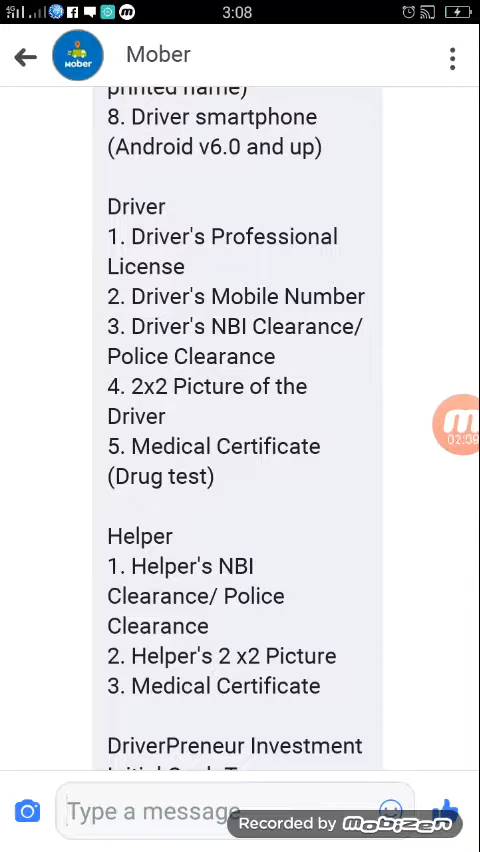 3:08
Mober
printed name)
8. Driver smartphone
(Android v6.0 and up)
Driver
1. Driver's Professional
License
2. Driver's Mobile Number
3. Driver's NBI Clearance/
Police Clearance
4. 2x2 Picture of the
Driver
5. Medical Certificate
(Drug test)
Helper
1. Helper's NBI
Clearance/ Police
Clearance
2. Helper's 2 x2 Picture
3. Medical Certificate
DriverPreneur Investment
Type a message
Recorded by mobizen